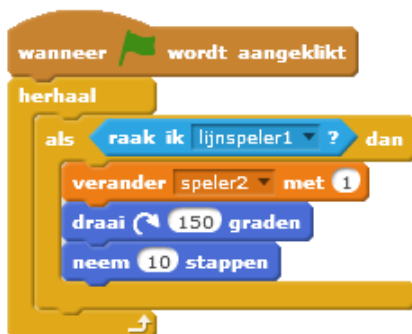 wanneer wordt aangeklikt
herhaal
als raak ik lijnspeler1 ? dan
verander speler2 met 1
draai 150 graden
neem 10 stappen